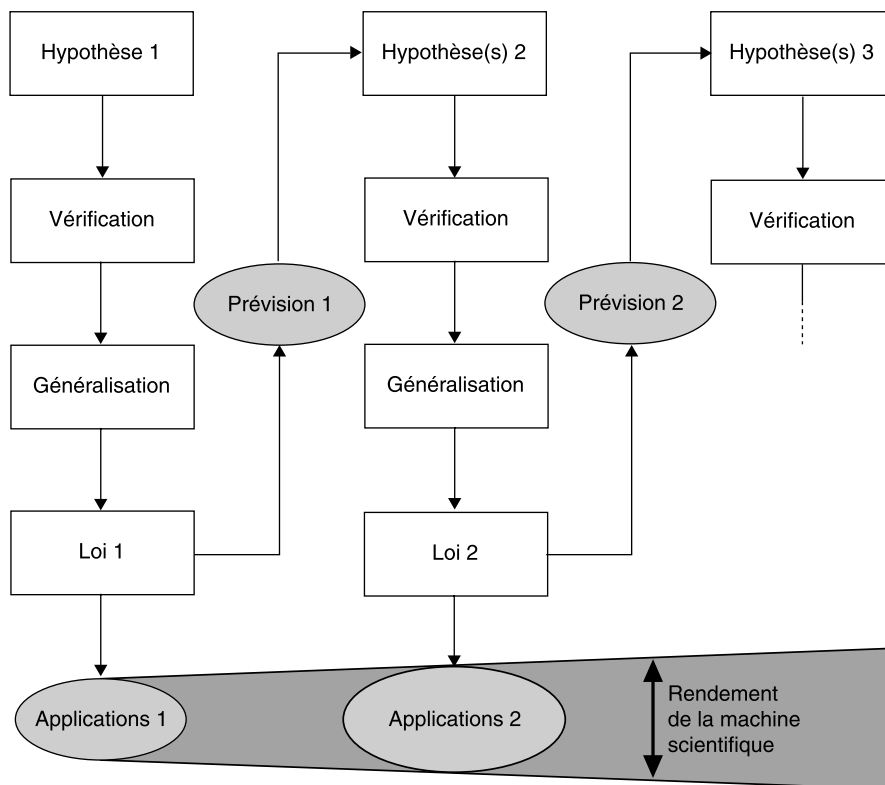 Hypothèse 1
Hypothèse(s) 2
Hypothèse(s) 3
Vérification
Vérification
Vérification
Prévision 1
Prévision 2
Généralisation
Généralisation
Loi 1
Loi 2
Applications 1
Applications 2
Rendement
de la machine
scientifique